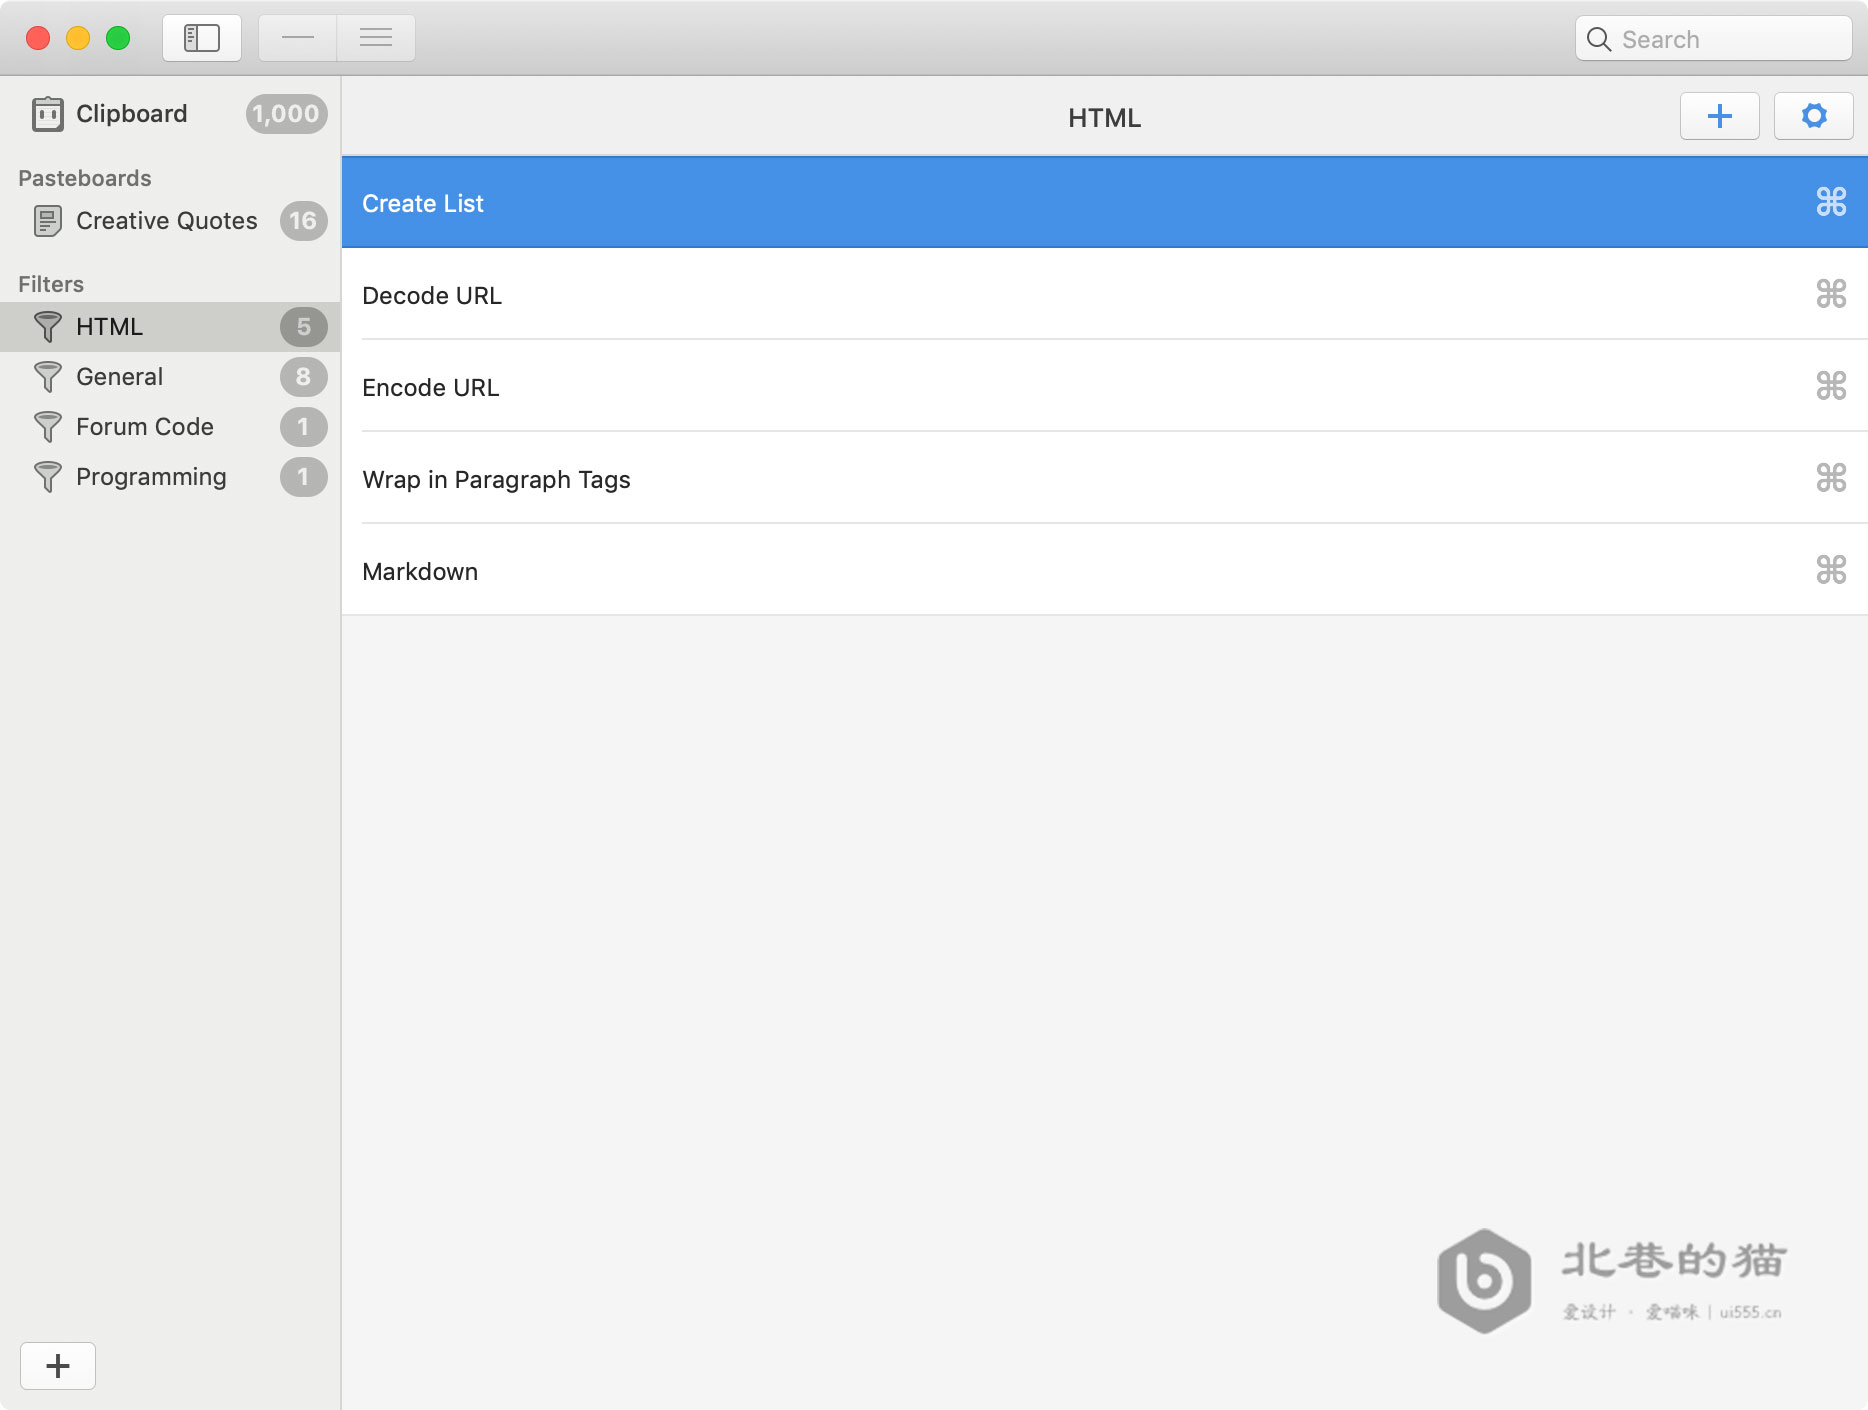 Search
Clipboard 1,000
Pasteboards
Creative Quotes 16
Filters
HTML 5
General 8
Forum Code 1
Programming 1
HTML
Create List ⌘
Decode URL ⌘
Encode URL ⌘
Wrap in Paragraph Tags ⌘
Markdown ⌘
北巷的猫
爱设计 · 爱喵咪 | ui555.cn